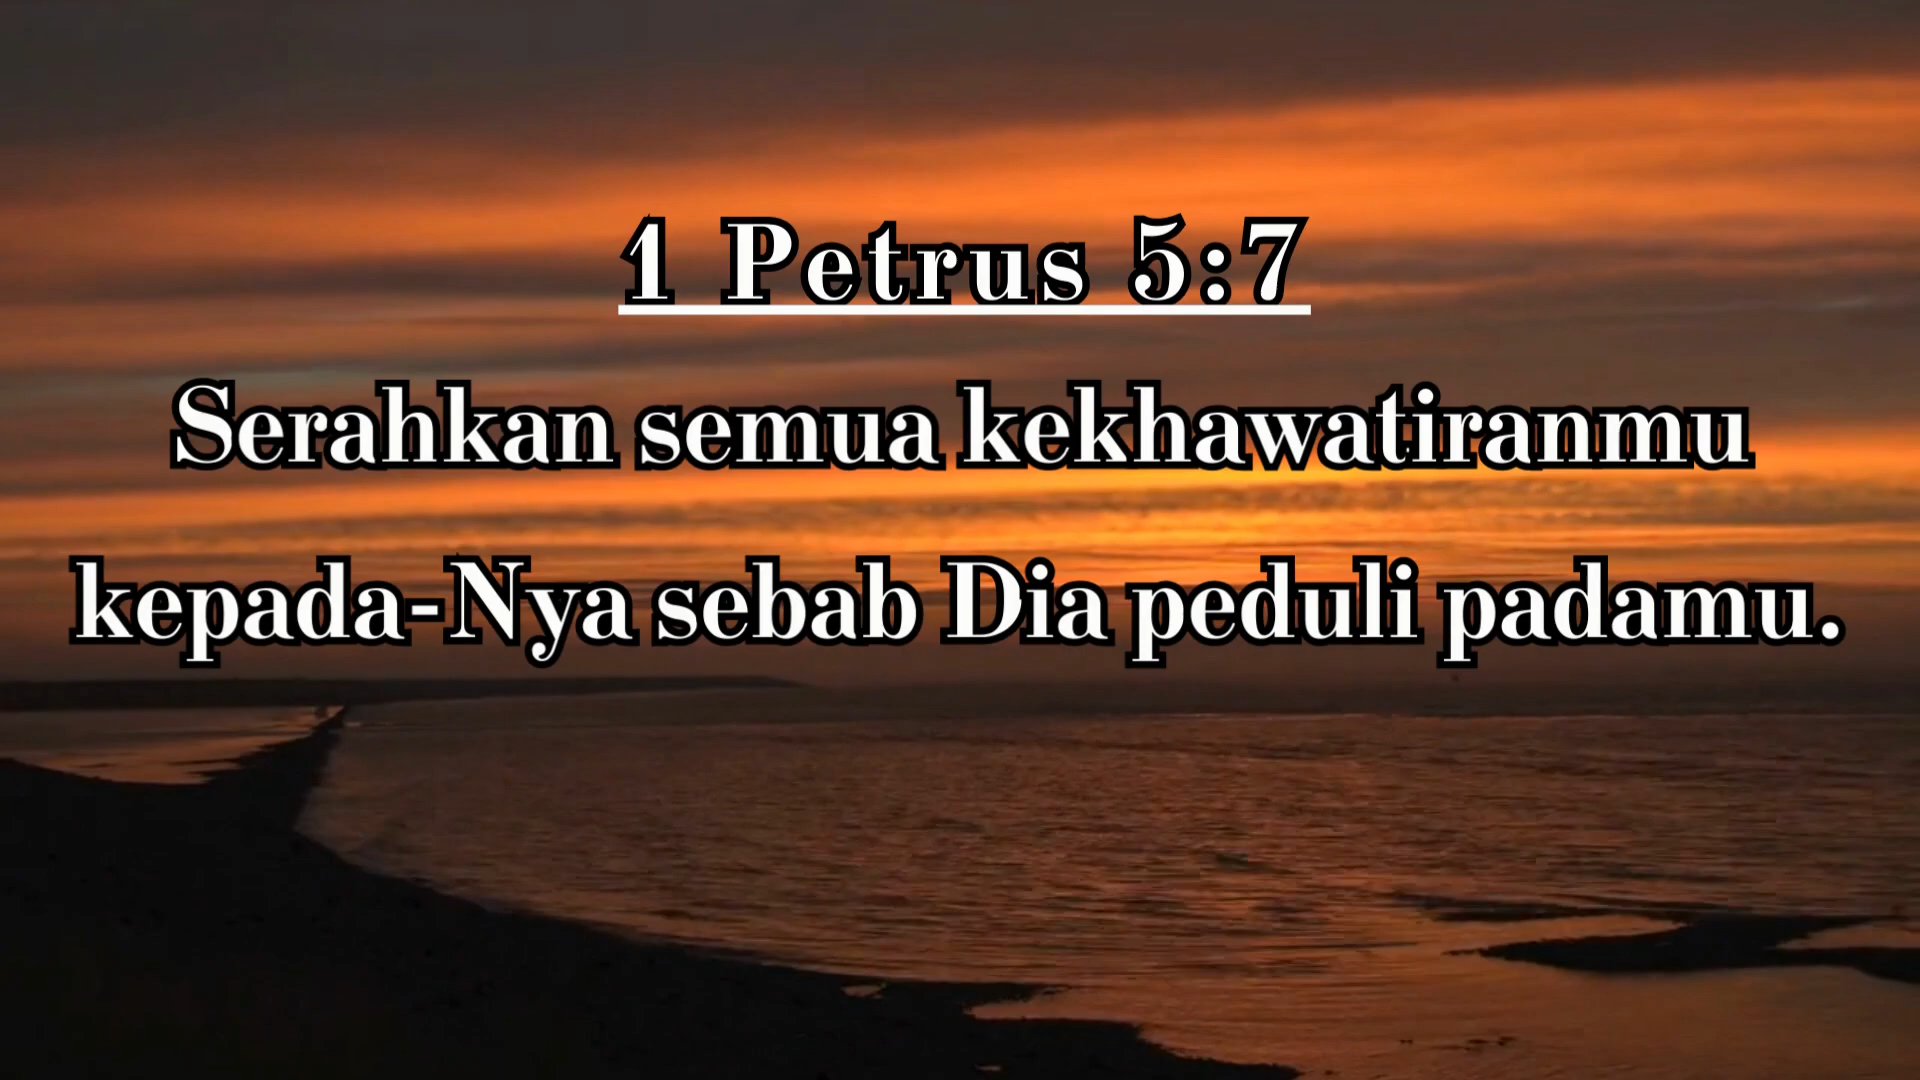 1 Petrus 5:7
Serahkan semua kekhawatiranmu
kepada-Nya sebab Dia peduli padamu.